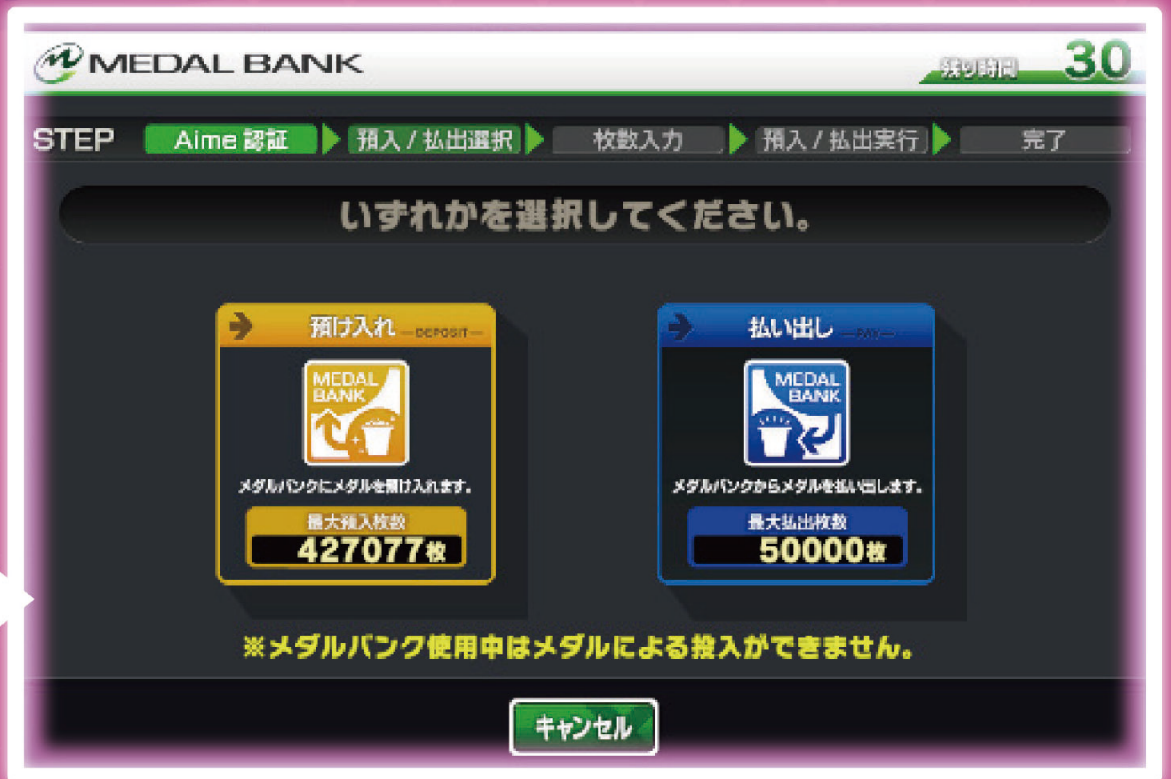 MEDAL BANK
残り時間 30
STEP Aime 認証 預入 / 払出選択 枚数入力 預入 / 払出実行 完了
いずれかを選択してください。
預け入れ —DEPOSIT—
MEDAL
BANK
メダルバンクにメダルを預け入れます。
最大預入枚数
427077枚
払い出し —PAY—
MEDAL
BANK
メダルバンクからメダルを払い出します。
最大払出枚数
50000枚
※メダルバンク使用中はメダルによる投入ができません。
キャンセル